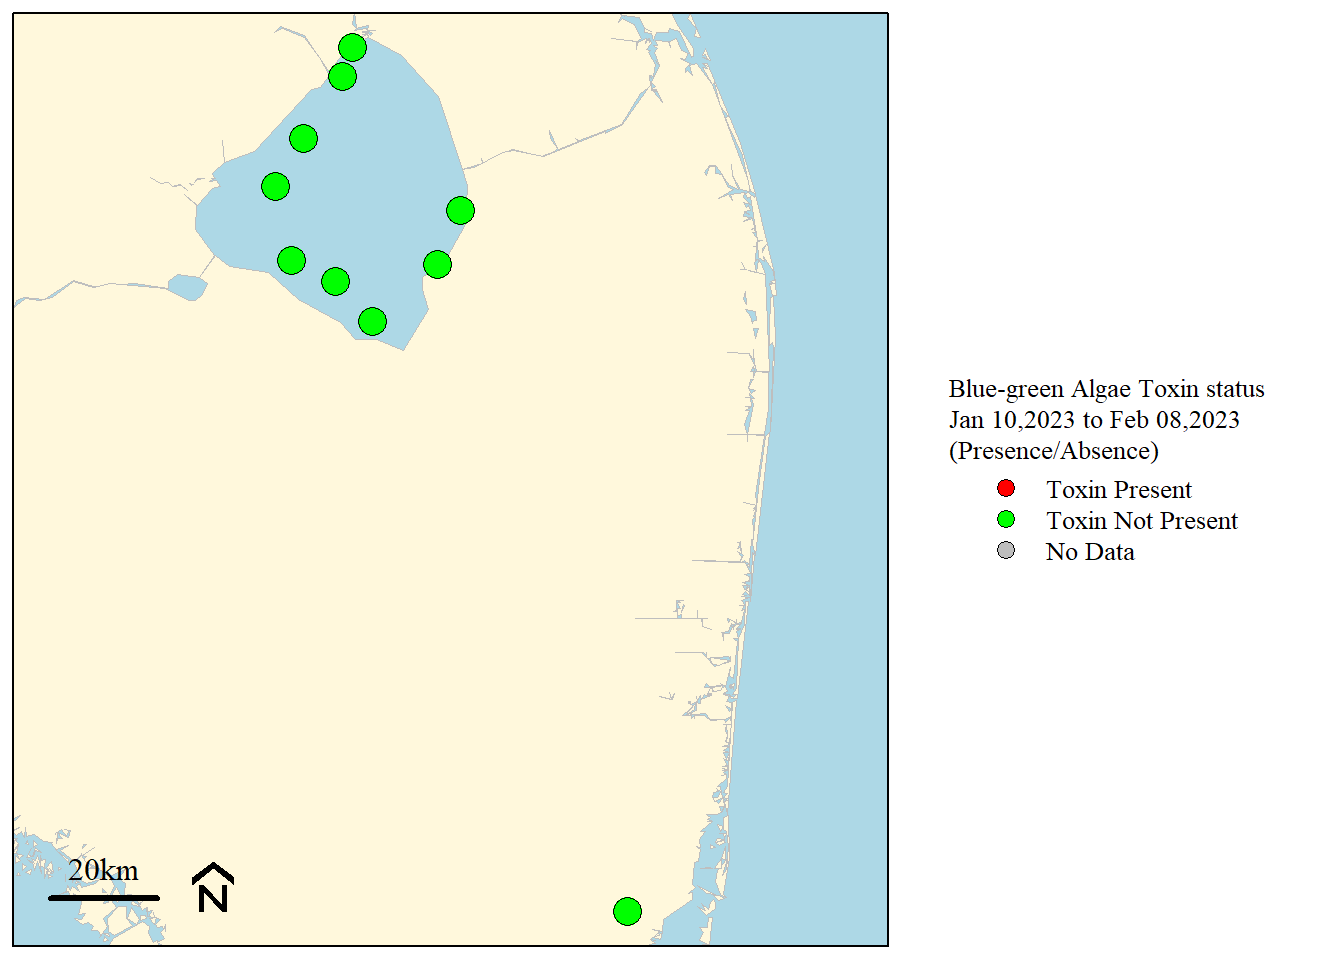 Blue-green Algae Toxin status
Jan 10,2023 to Feb 08,2023
(Presence/Absence)
Toxin Present
Toxin Not Present
No Data
20km
N